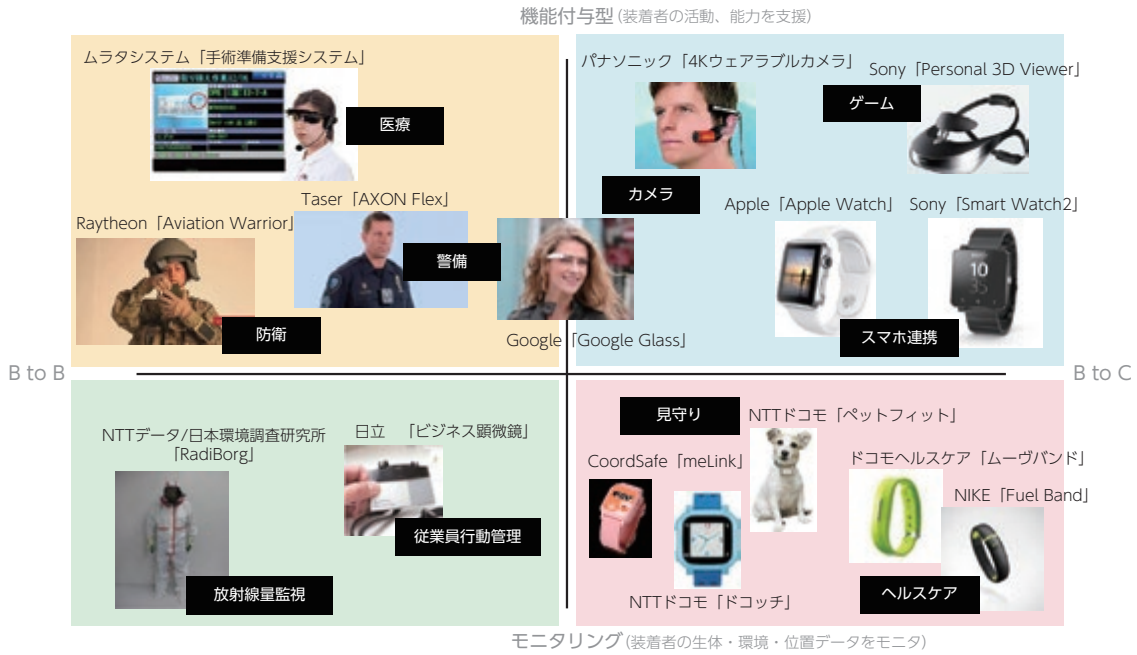 機能付与型(装着者の活動、能力を支援)
ムラタシステム「手術準備支援システム」
医療
Taser「AXON Flex」
Raytheon「Aviation Warrior」
警備
防衛
Google「Google Glass」
パナソニック「4Kウェアラブルカメラ」
Sony「Personal 3D Viewer」
ゲーム
カメラ
Apple「Apple Watch」
Sony「Smart Watch2」
10
35
スマホ連携
B to B
B to C
NTTデータ/日本環境調査研究所
「RadiBorg」
日立 「ビジネス顕微鏡」
従業員行動管理
放射線量監視
見守り
NTTドコモ「ペットフィット」
CoordSafe「meLink」
ドコモヘルスケア「ムーヴバンド」
NIKE「Fuel Band」
NTTドコモ「ドコッチ」
ヘルスケア
モニタリング(装着者の生体・環境・位置データをモニタ)